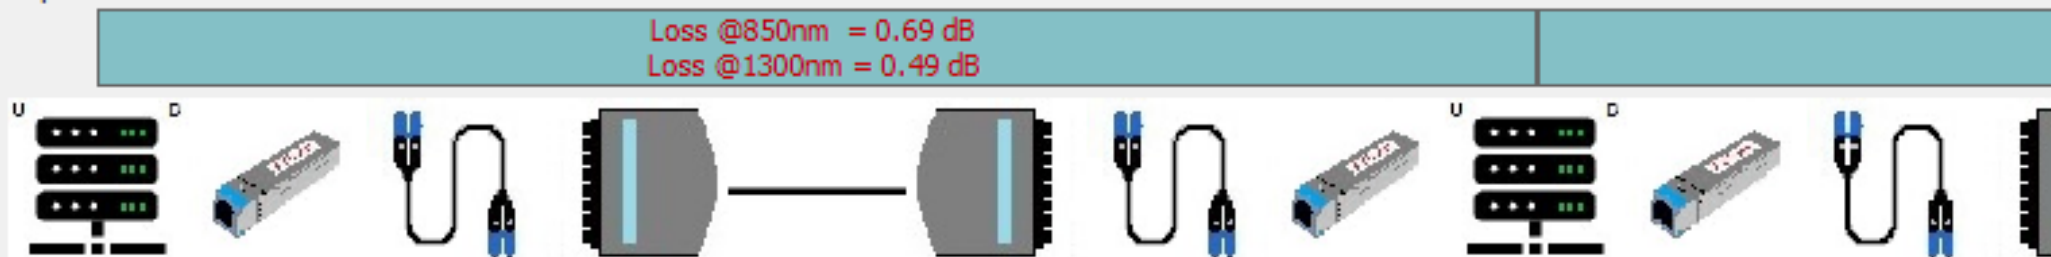 Loss @850nm = 0.69 dB
Loss @1300nm = 0.49 dB
U D U D